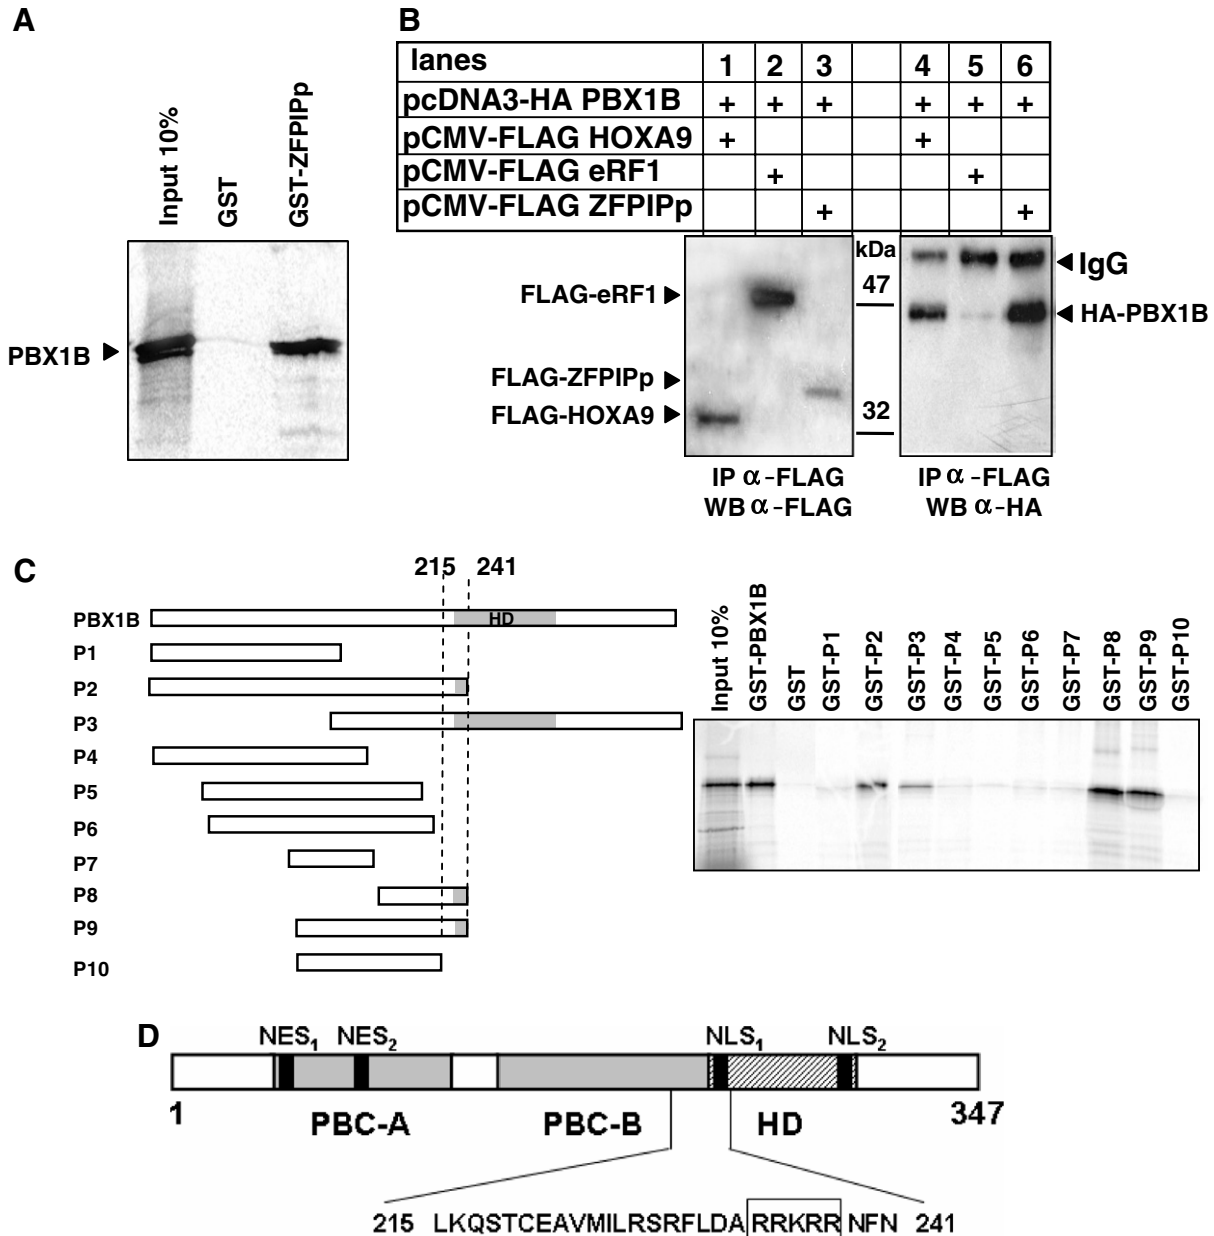 A
Input 10%
GST
GST-ZFPIPp
PBX1B
B
lanes 1 2 3 4 5 6
pcDNA3-HA PBX1B + + + + + +
pCMV-FLAG HOXA9 + +
pCMV-FLAG eRF1 + +
pCMV-FLAG ZFPIPp + +
kDa
IgG
FLAG-eRF1
47
HA-PBX1B
FLAG-ZFPIPp
FLAG-HOXA9
32
IP α-FLAG
WB α-FLAG
IP α-FLAG
WB α-HA
C
215 241
PBX1B
HD
P1
P2
P3
P4
P5
P6
P7
P8
P9
P10
Input 10%
GST-PBX1B
GST
GST-P1
GST-P2
GST-P3
GST-P4
GST-P5
GST-P6
GST-P7
GST-P8
GST-P9
GST-P10
D
NES1 NES2 NLS1 NLS2
1 PBC-A PBC-B HD 347
215 LKQSTCEAVMILRSRFLDA RRKRR NFN 241